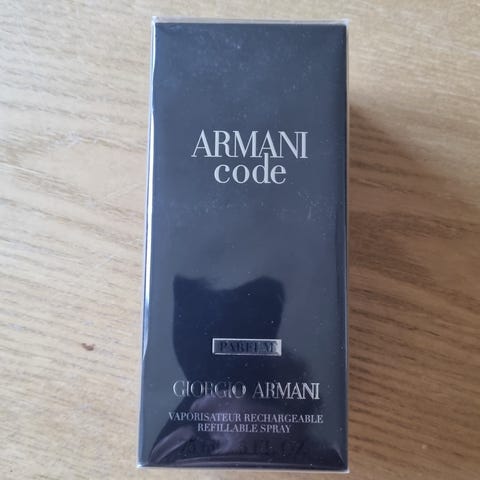 ARMANI
code
PARFUM
GIORGIO ARMANI
VAPORISATEUR RECHARGEABLE
REFILLABLE SPRAY